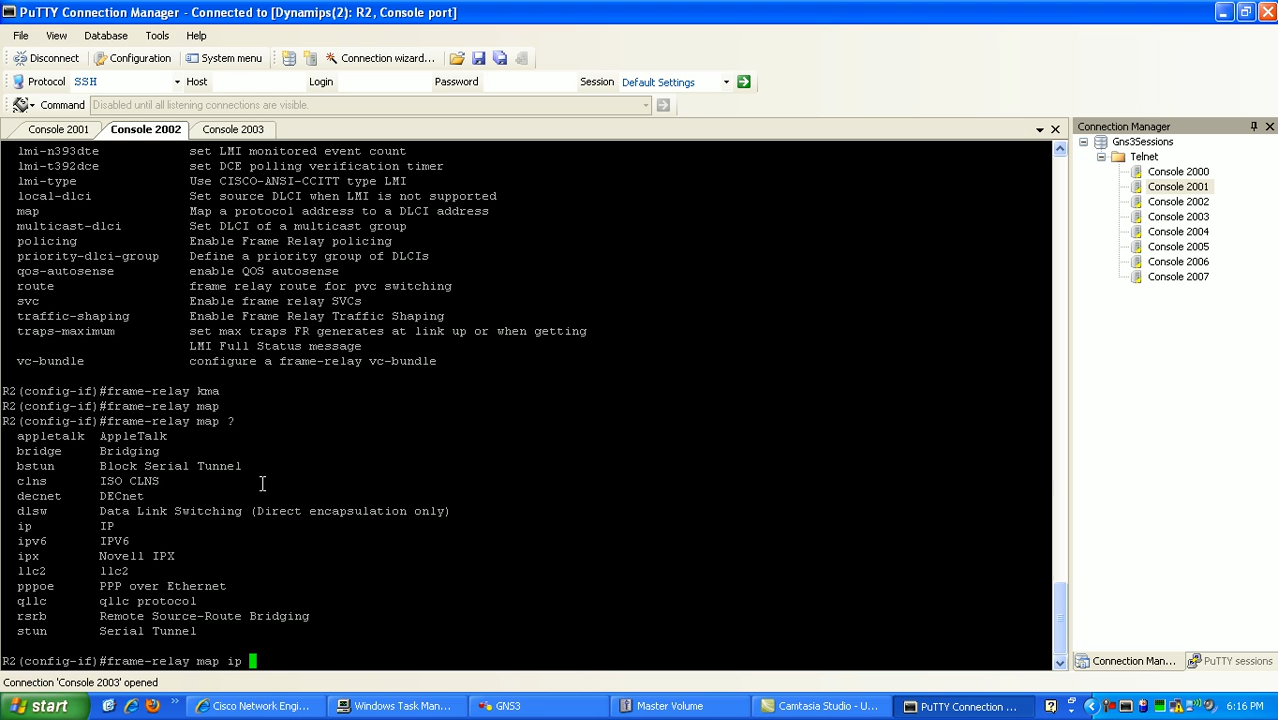 PuTTY Connection Manager - Connected to [Dynamips(2): R2, Console port]
File View Database Tools Help
Disconnect Configuration System menu Connection wizard...
Protocol SSH Host Login Password Session Default Settings
Command Disabled until all listening connections are visible.
Console 2001 Console 2002 Console 2003
lmi-n393dte set LMI monitored event count
lmi-t392dce set DCE polling verification timer
lmi-type Use CISCO-ANSI-CCITT type LMI
local-dlci Set source DLCI when LMI is not supported
map Map a protocol address to a DLCI address
multicast-dlci Set DLCI of a multicast group
policing Enable Frame Relay policing
priority-dlci-group Define a priority group of DLCIs
qos-autosense enable QOS autosense
route frame relay route for pvc switching
svc Enable frame relay SVCs
traffic-shaping Enable Frame Relay Traffic Shaping
traps-maximum set max traps FR generates at link up or when getting
LMI Full Status message
vc-bundle configure a frame-relay vc-bundle
R2(config-if)#frame-relay kma
R2(config-if)#frame-relay map
R2(config-if)#frame-relay map ?
appletalk AppleTalk
bridge Bridging
bstun Block Serial Tunnel
clns ISO CLNS
decnet DECnet
dlsw Data Link Switching (Direct encapsulation only)
ip IP
ipv6 IPV6
ipx Novell IPX
llc2 llc2
pppoe PPP over Ethernet
qllc qllc protocol
rsrb Remote Source-Route Bridging
stun Serial Tunnel
R2(config-if)#frame-relay map ip
Connection Manager
Gns3Sessions
Telnet
Console 2000
Console 2001
Console 2002
Console 2003
Console 2004
Console 2005
Console 2006
Console 2007
Connection Man... PuTTY sessions
Connection 'Console 2003' opened
start Cisco Network Engi... Windows Task Man... GNS3 Master Volume Camtasia Studio - U... PuTTY Connection ... 6:16 PM